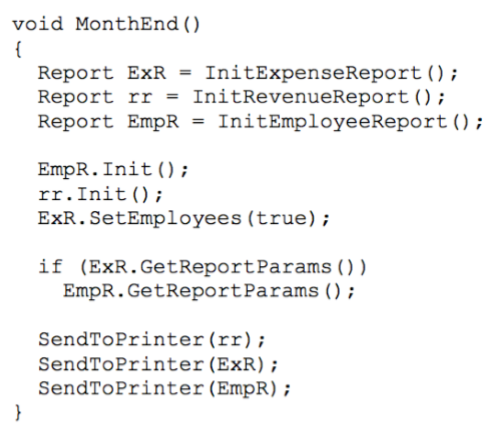 void MonthEnd()
{
  Report ExR = InitExpenseReport();
  Report rr = InitRevenueReport();
  Report EmpR = InitEmployeeReport();

  EmpR.Init();
  rr.Init();
  ExR.SetEmployees(true);

  if (ExR.GetReportParams())
    EmpR.GetReportParams();

  SendToPrinter(rr);
  SendToPrinter(ExR);
  SendToPrinter(EmpR);
}